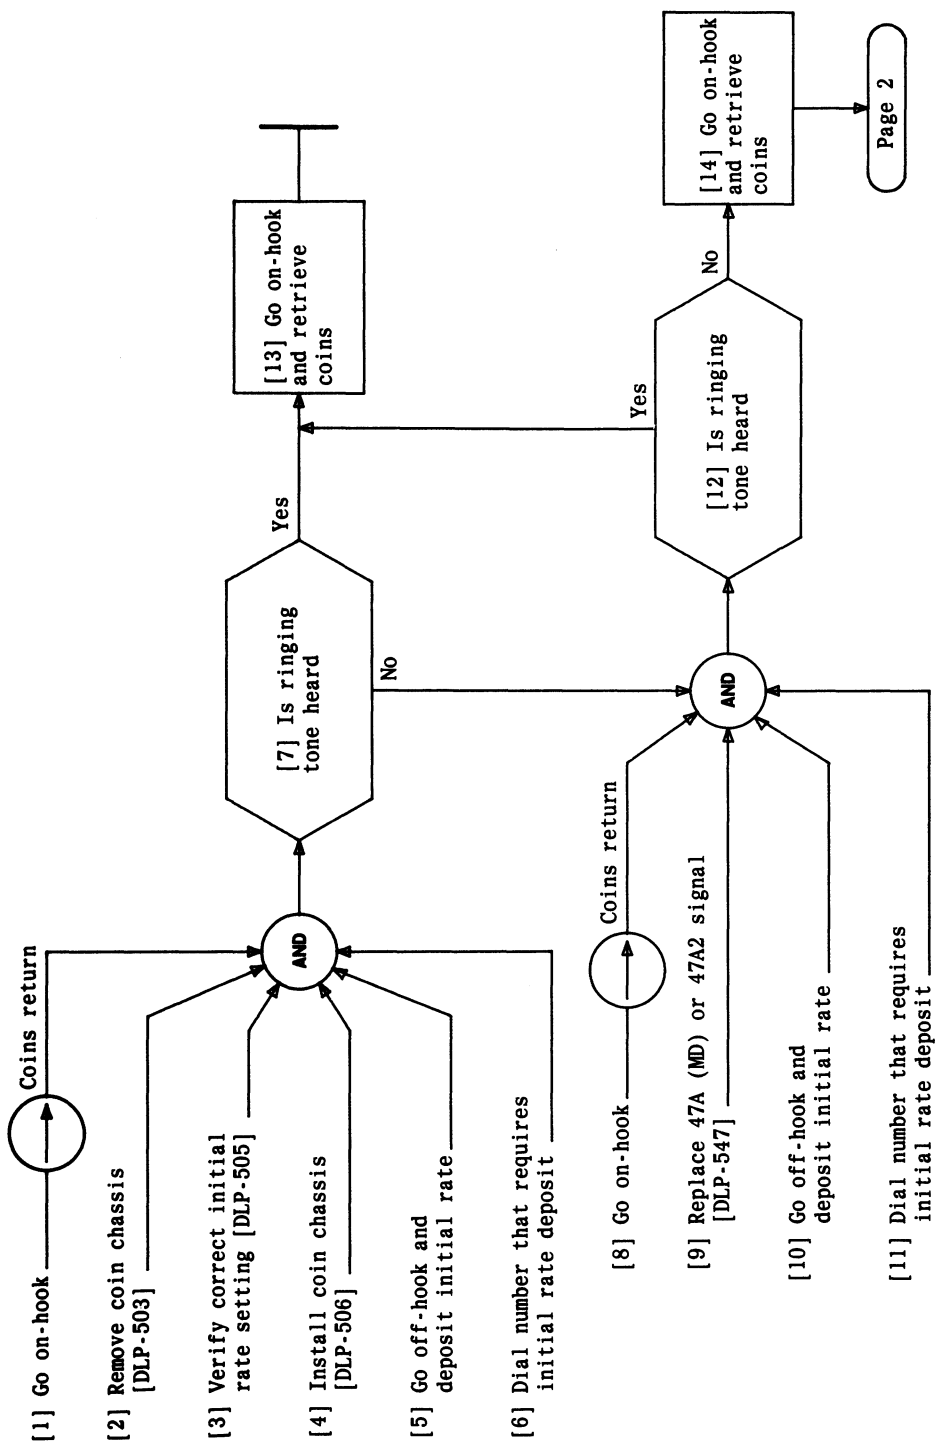 [1] Go on-hook
Coins return
[2] Remove coin chassis
[DLP-503]
[3] Verify correct initial
rate setting [DLP-505]
[4] Install coin chassis
[DLP-506]
[5] Go off-hook and
deposit initial rate
[6] Dial number that requires
initial rate deposit
AND
[7] Is ringing
tone heard
Yes
No
[13] Go on-hook
and retrieve
coins
[8] Go on-hook
Coins return
[9] Replace 47A (MD) or 47A2 signal
[DLP-547]
[10] Go off-hook and
deposit initial rate
[11] Dial number that requires
initial rate deposit
AND
[12] Is ringing
tone heard
Yes
No
[14] Go on-hook
and retrieve
coins
Page 2